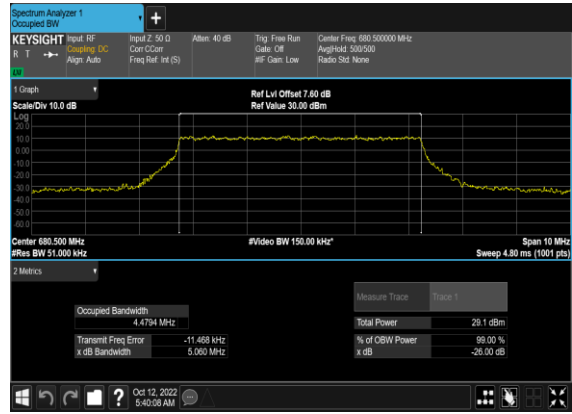 Spectrum Analyzer 1
Occupied BW
KEYSIGHT Input: RF Input Z: 50 Ω Atten: 40 dB Trig: Free Run Center Freq: 680.500000 MHz
R T Coupling: DC Corr CCorr Gate: Off Avg|Hold: 500/500
Align: Auto Freq Ref: Int (S) #IF Gain: Low Radio Std: None
1 Graph
Ref Lvl Offset 7.60 dB
Scale/Div 10.0 dB Ref Value 30.00 dBm
Log
20.0
10.0
0.00
-10.0
-20.0
-30.0
-40.0
-50.0
-60.0
Center 680.500 MHz #Video BW 150.00 kHz* Span 10 MHz
#Res BW 51.000 kHz Sweep 4.80 ms (1001 pts)
2 Metrics
Measure Trace Trace 1
Occupied Bandwidth
4.4794 MHz Total Power 29.1 dBm
Transmit Freq Error -11.468 kHz % of OBW Power 99.00 %
x dB Bandwidth 5.060 MHz x dB -26.00 dB
? Oct 12, 2022
5:40:08 AM